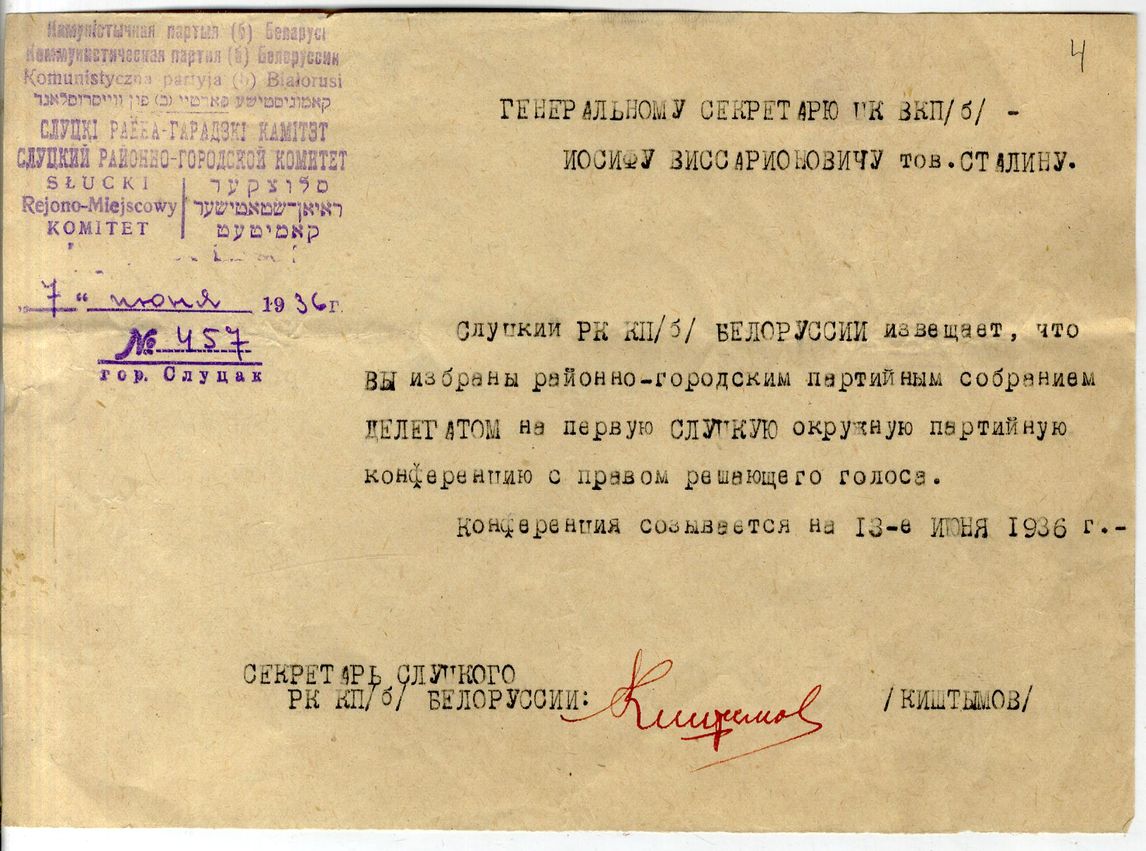 Камуністычная партыя (б) Беларусі
Коммунистическая партия (б) Белоруссии
Komunistyczna partyja (b) Białorusi
קאמוניסטישע פארטיי (ב) פון ווייסרוסלאנד
СЛУЦКІ РАЁНА-ГАРАДЗКІ КАМІТЭТ
СЛУЦКИЙ РАЙОННО-ГОРОДСКОЙ КОМИТЕТ
SŁUCKI
Rejono-Miejscowy
KOMITET
סלוצקער
ראיאן-שטאטישער
קאמיטעט
„7“ июня 1936 г.
№ 457
гор. Слуцак
4
ГЕНЕРАЛЬНОМУ СЕКРЕТАРЮ ЦК ВКП/б/ -
ИОСИФУ ВИССАРИОНОВИЧУ тов.СТАЛИНУ.
Слуцкий РК КП/б/ БЕЛОРУССИИ извещает, что
ВЫ избраны районно-городским партийным собранием
ДЕЛЕГАТОМ на первую СЛУЦКУЮ окружную партийную
конференцию с правом решающего голоса.
Конференция созывается на 13-е ИЮНЯ 1936 г.-
СЕКРЕТАРЬ СЛУЦКОГО
РК КП/б/ БЕЛОРУССИИ: Киштымов /КИШТЫМОВ/